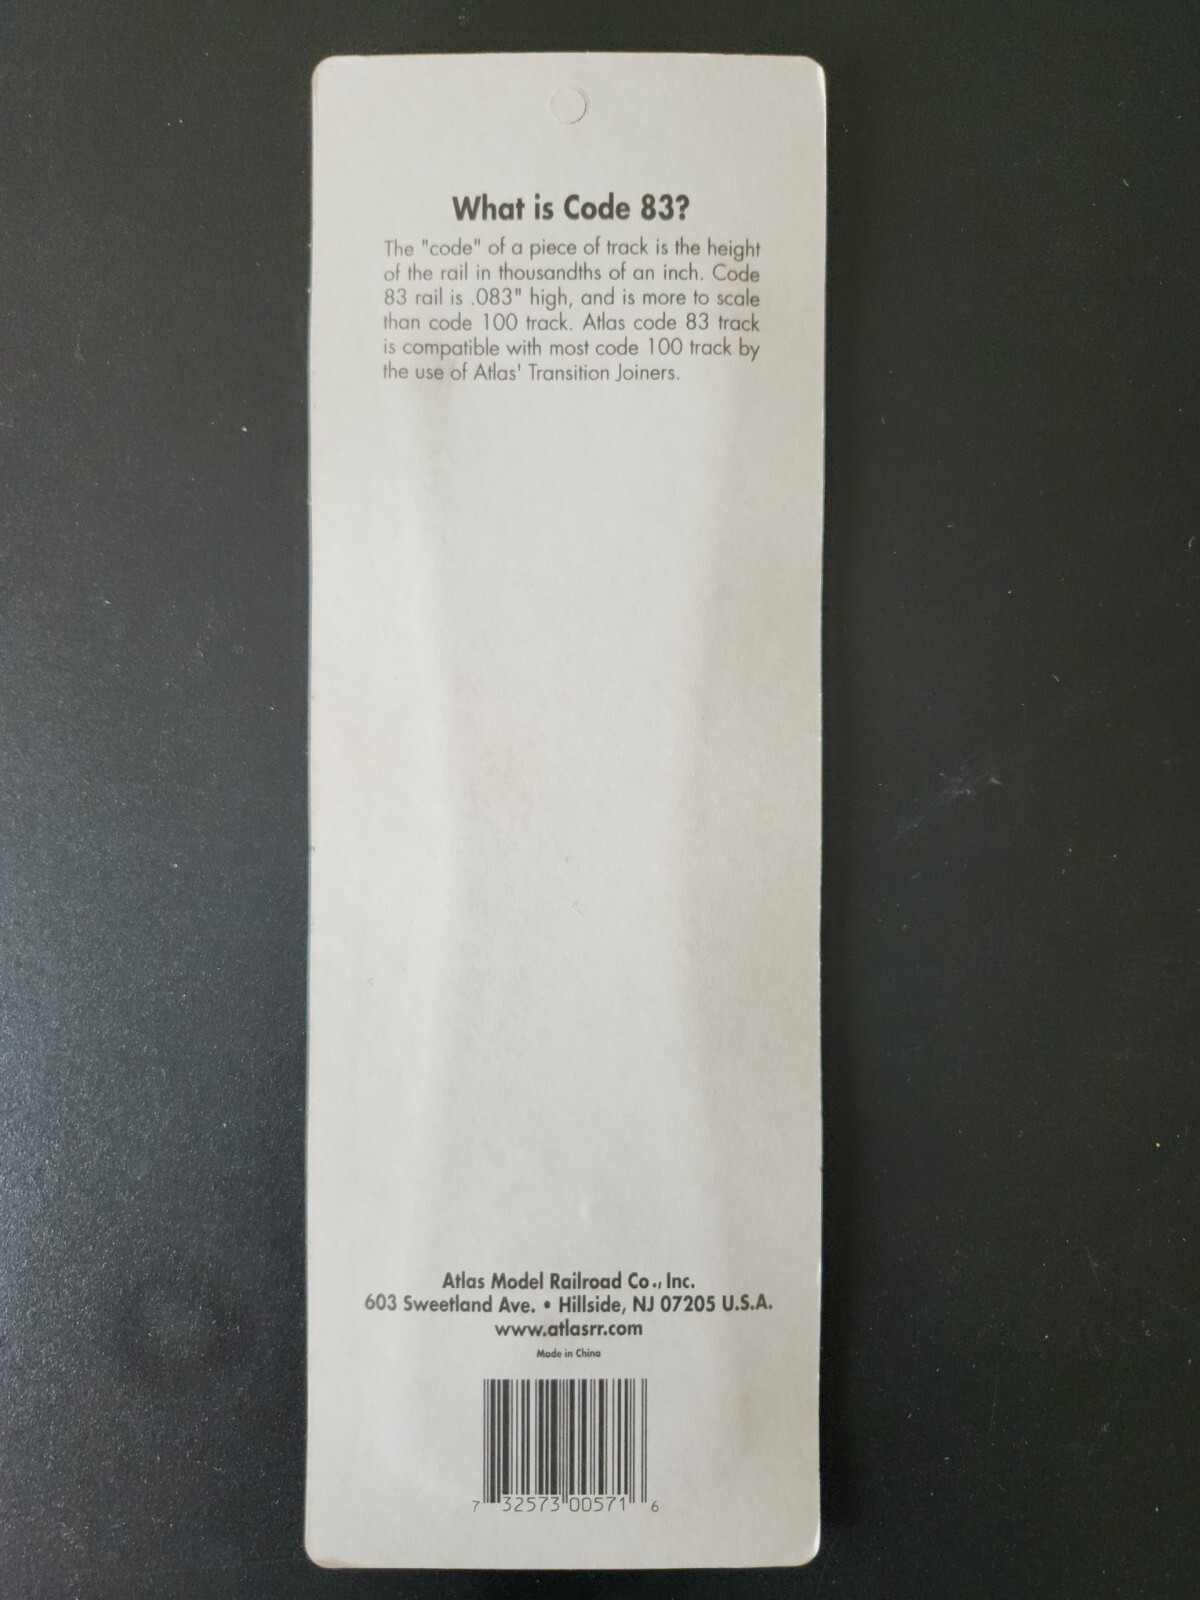 What is Code 83?
The "code" of a piece of track is the height
of the rail in thousandths of an inch. Code
83 rail is .083" high, and is more to scale
than code 100 track. Atlas code 83 track
is compatible with most code 100 track by
the use of Atlas' Transition Joiners.
Atlas Model Railroad Co., Inc.
603 Sweetland Ave. • Hillside, NJ 07205 U.S.A.
www.atlasrr.com
Made in China
7 32573 00571 6